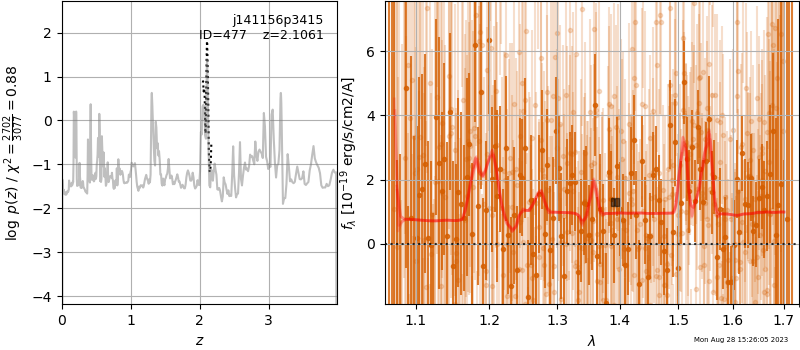 j141156p3415
ID=477 z=2.1061
log p(z) / χ² = 2702/3077 = 0.88
2
1
0
−1
−2
−3
−4
0 1 2 3
z
f_λ [10⁻¹⁹ erg/s/cm2/A]
6
4
2
0
1.1 1.2 1.3 1.4 1.5 1.6 1.7
λ
Mon Aug 28 15:26:05 2023